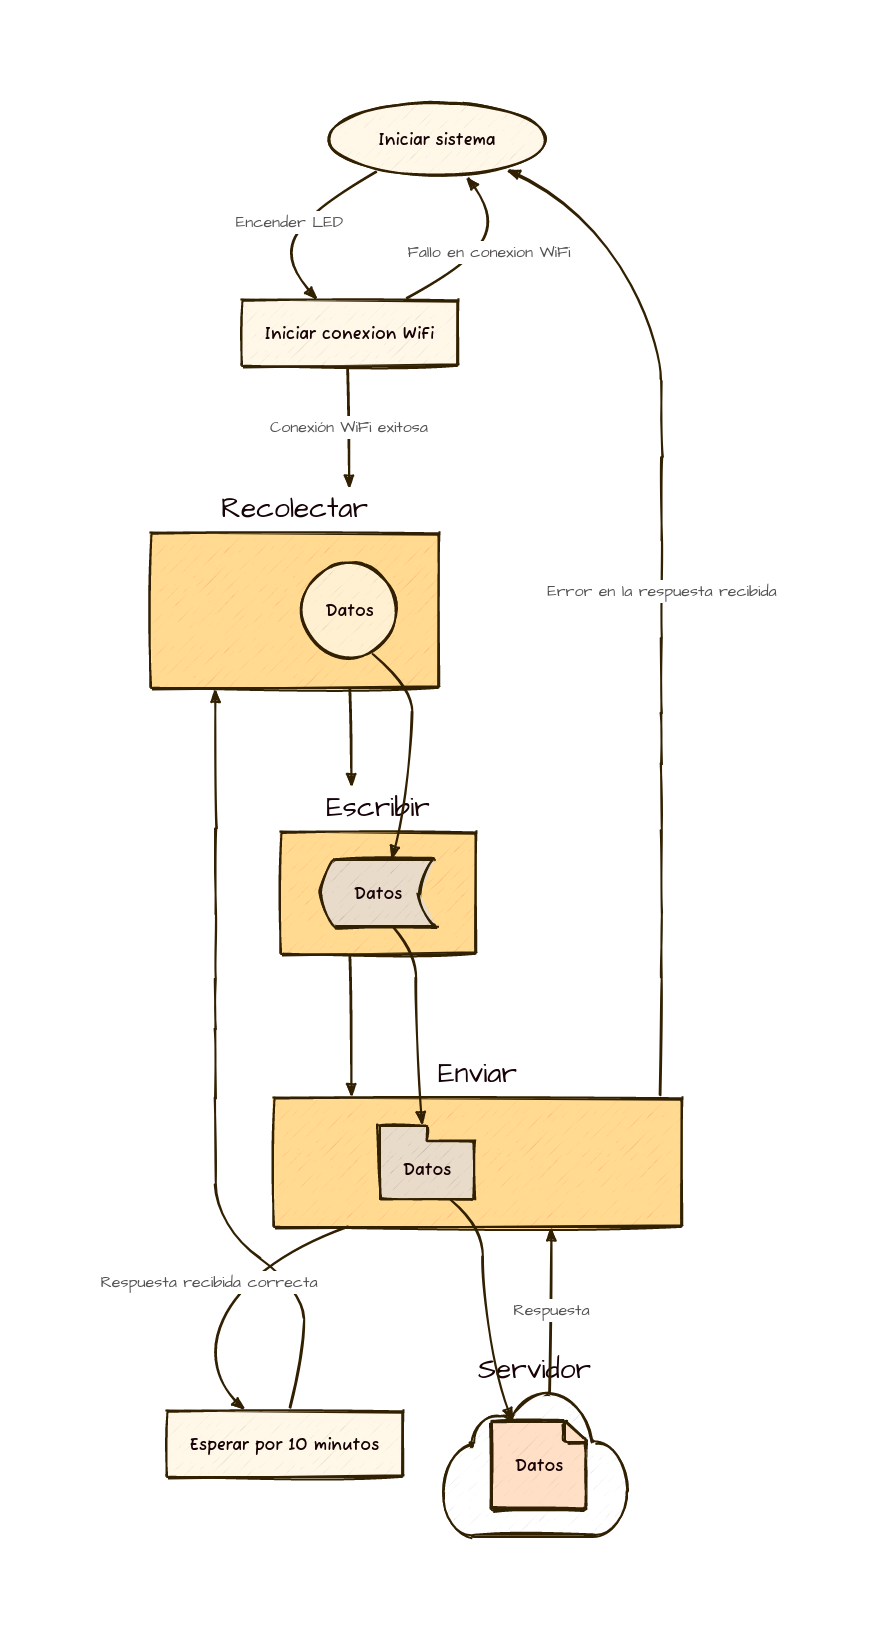 Iniciar sistema
Encender LED
Fallo en conexion WiFi
Iniciar conexion WiFi
Conexión WiFi exitosa
Recolectar
Error en la respuesta recibida
Datos
Escribir
Datos
Enviar
Datos
Respuesta recibida correcta
Respuesta
Servidor
Esperar por 10 minutos
Datos